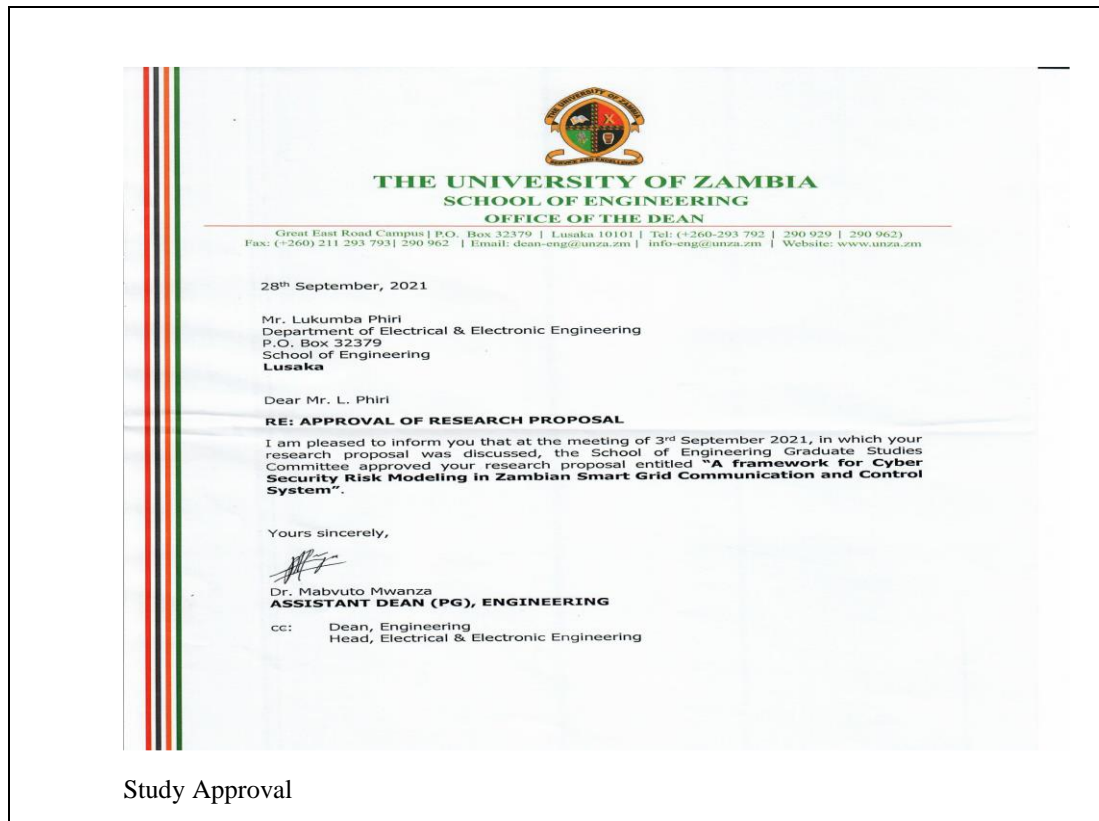 THE UNIVERSITY OF ZAMBIA
SERVICE AND EXCELLENCE
THE UNIVERSITY OF ZAMBIA
SCHOOL OF ENGINEERING
OFFICE OF THE DEAN
Great East Road Campus | P.O. Box 32379 | Lusaka 10101 | Tel: (+260-293 792 | 290 929 | 290 962)
Fax: (+260) 211 293 793| 290 962 | Email: dean-eng@unza.zm | info-eng@unza.zm | Website: www.unza.zm
28th September, 2021
Mr. Lukumba Phiri
Department of Electrical & Electronic Engineering
P.O. Box 32379
School of Engineering
Lusaka
Dear Mr. L. Phiri
RE: APPROVAL OF RESEARCH PROPOSAL
I am pleased to inform you that at the meeting of 3rd September 2021, in which your
research proposal was discussed, the School of Engineering Graduate Studies
Committee approved your research proposal entitled "A framework for Cyber
Security Risk Modeling in Zambian Smart Grid Communication and Control
System".
Yours sincerely,
Dr. Mabvuto Mwanza
ASSISTANT DEAN (PG), ENGINEERING
cc: Dean, Engineering
Head, Electrical & Electronic Engineering
Study Approval